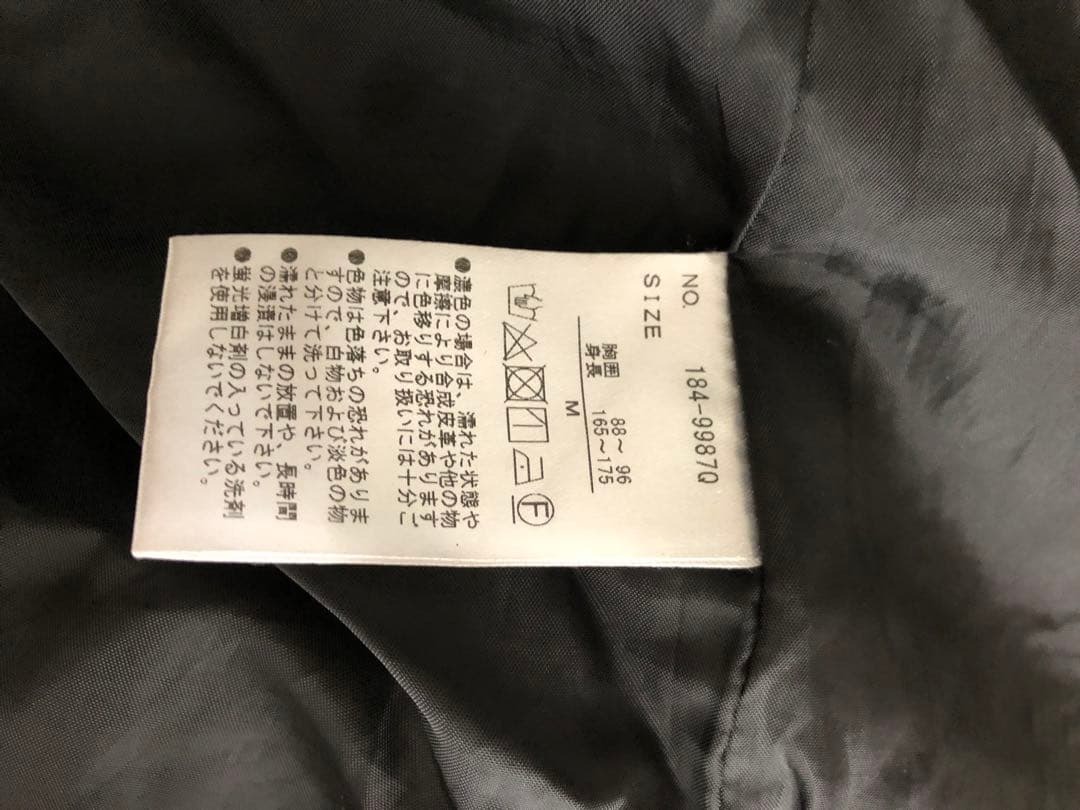 NO. 184-9987Q
SIZE
胸囲 88～96
身長 165～175
M
F
●濃色の場合は、濡れた状態や
摩擦により合成皮革や他の物
に色移りする恐れがあります
ので、お取り扱いには十分ご
注意下さい。
●色物は色落ちの恐れがありま
すので、白物および淡色の物
と分けて洗って下さい。
●濡れたままの放置や、長時間
の浸漬はしないで下さい。
●蛍光増白剤の入っている洗剤
を使用しないでください。